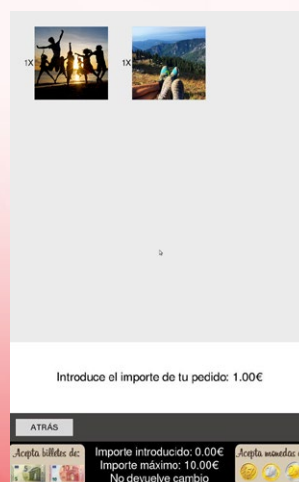 1X
1X
Introduce el importe de tu pedido: 1.00€
ATRÁS
Acepta billetes de:
Importe introducido: 0.00€
Acepta monedas
Importe máximo: 10.00€
No devuelve cambio